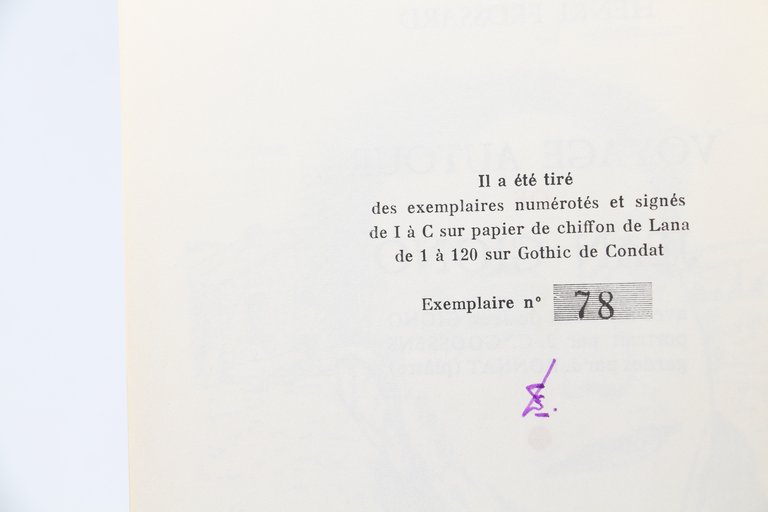 Il a été tiré
des exemplaires numérotés et signés
de I à C sur papier de chiffon de Lana
de 1 à 120 sur Gothic de Condat
Exemplaire n° 78